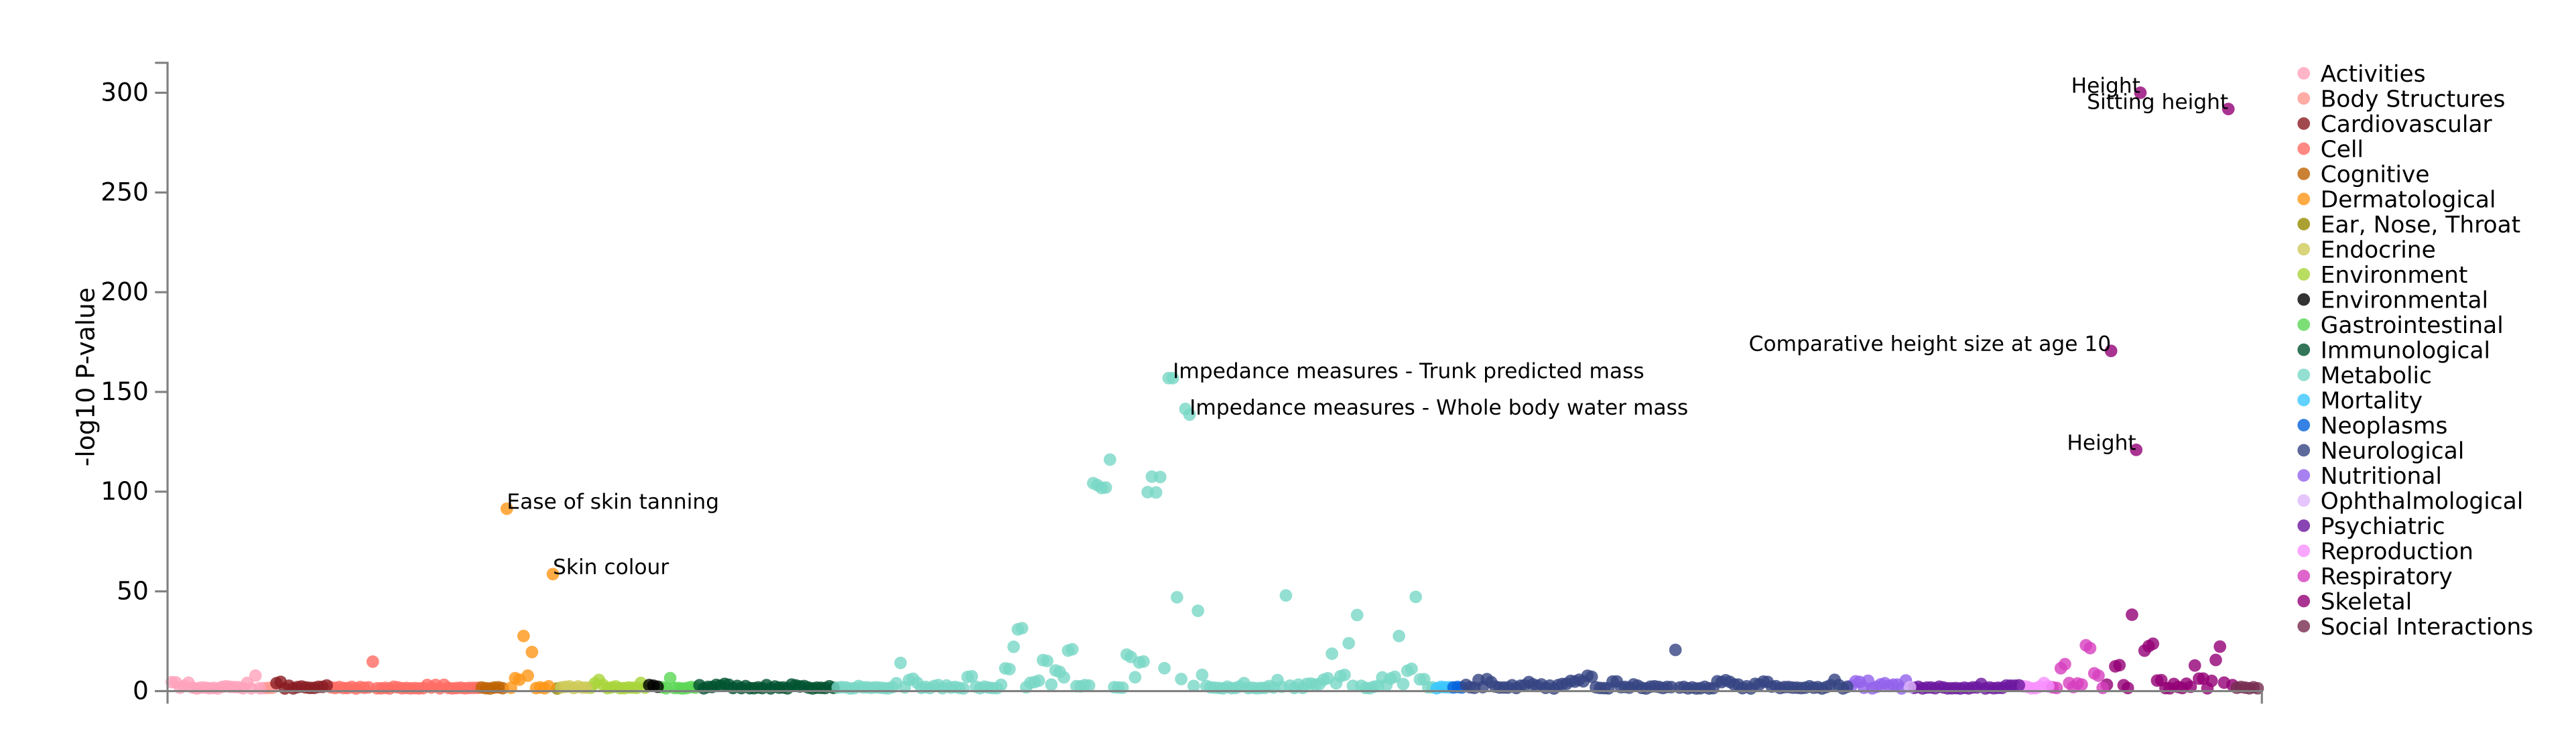 -log10 P-value
300
250
200
150
100
50
0
Height
Sitting height
Comparative height size at age 10
Impedance measures - Trunk predicted mass
Impedance measures - Whole body water mass
Height
Ease of skin tanning
Skin colour
Activities
Body Structures
Cardiovascular
Cell
Cognitive
Dermatological
Ear, Nose, Throat
Endocrine
Environment
Environmental
Gastrointestinal
Immunological
Metabolic
Mortality
Neoplasms
Neurological
Nutritional
Ophthalmological
Psychiatric
Reproduction
Respiratory
Skeletal
Social Interactions